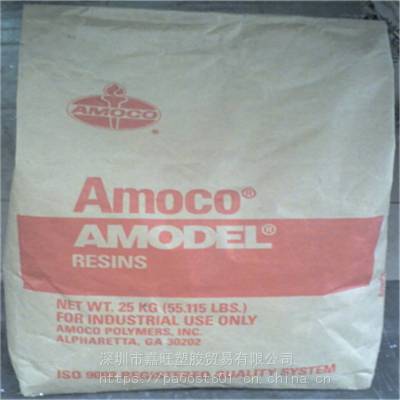 AMOCO
Amoco®
AMODEL®
RESINS
NET WT. 25 KG (55.115 LBS.)
FOR INDUSTRIAL USE ONLY
AMOCO POLYMERS, INC.
ALPHARETTA, GA 30202
深圳市嘉旺塑胶贸易有限公司
ISO 9002 REGISTERED QUALITY SYSTEM